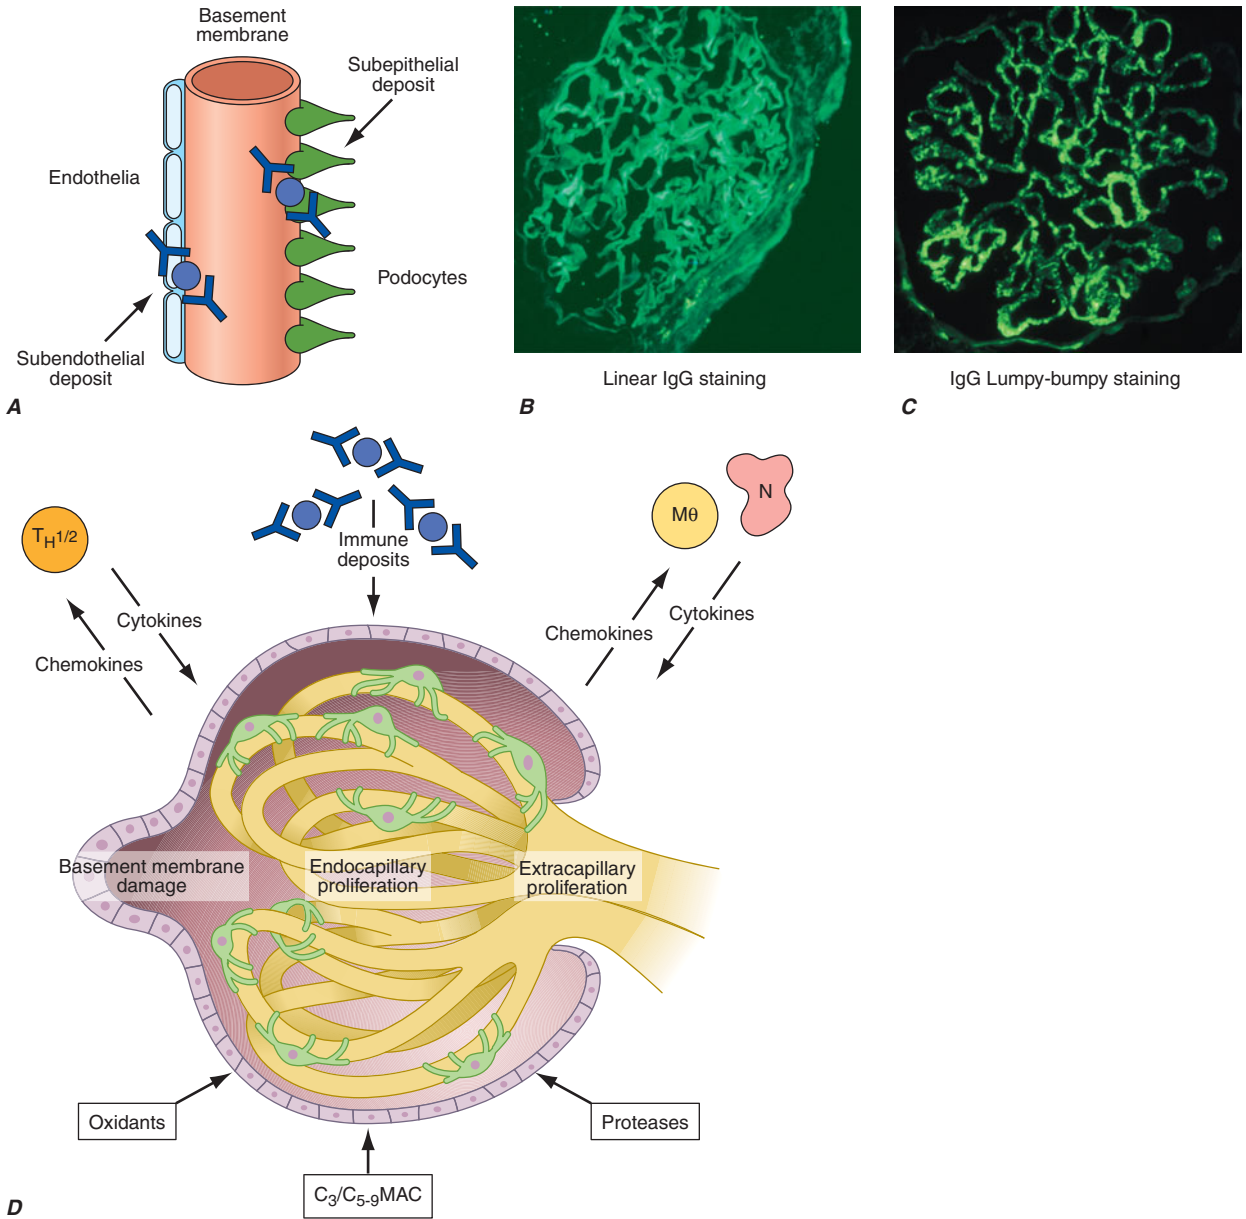 Basement
membrane
Subepithelial
deposit
Endothelia
Podocytes
Subendothelial
deposit
A
Linear IgG staining
B
IgG Lumpy-bumpy staining
C
TH1/2
Cytokines
Chemokines
Immune
deposits
Mθ
N
Chemokines
Cytokines
Basement membrane
damage
Endocapillary
proliferation
Extracapillary
proliferation
Oxidants
Proteases
C3/C5-9MAC
D